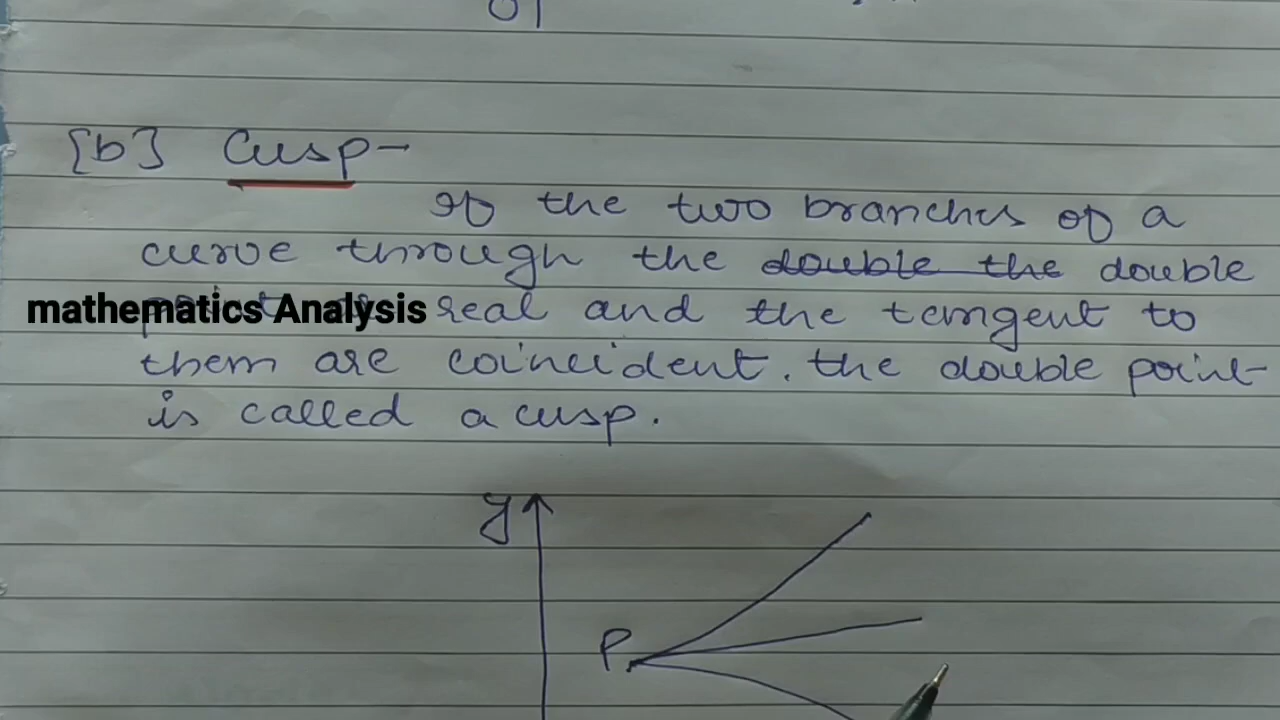 [b] Cusp-
If the two branches of a
curve through the double the double
mathematics Analysis real and the tangent to
them are coincident. the double point
is called a cusp.
y
P